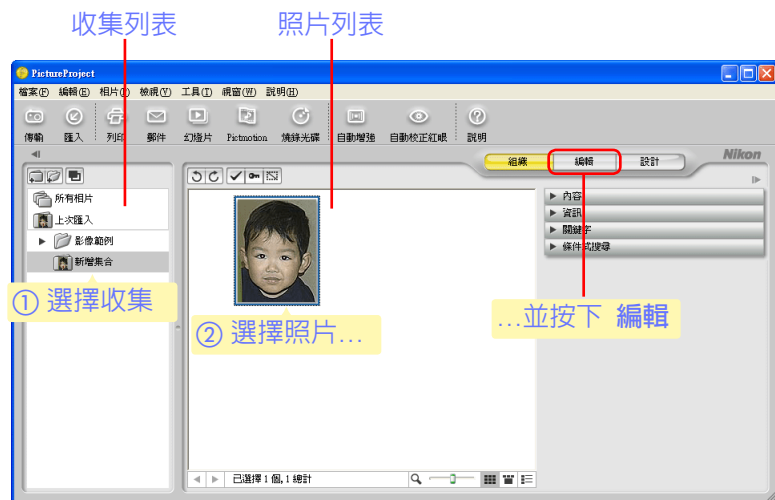 收集列表
照片列表
PictureProject
檔案(F) 編輯(E) 相片(P) 檢視(V) 工具(T) 視窗(W) 說明(H)
傳輸 匯入 列印 郵件 幻燈片 Pictmotion 燒錄光碟 自動增強 自動校正紅眼 說明
組織 編輯 設計 Nikon
所有相片
上次匯入
影像範例
新增集合
內容
資訊
關鍵字
條件式搜尋
① 選擇收集
② 選擇照片…
…並按下 編輯
已選擇 1 個, 1 總計